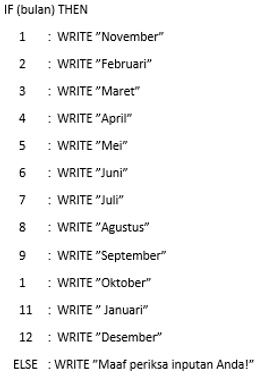 IF (bulan) THEN
1 : WRITE ”November”
2 : WRITE ”Februari”
3 : WRITE ”Maret”
4 : WRITE ”April”
5 : WRITE ”Mei”
6 : WRITE ”Juni”
7 : WRITE ”Juli”
8 : WRITE ”Agustus”
9 : WRITE ”September”
1 : WRITE ”Oktober”
11 : WRITE ” Januari”
12 : WRITE ”Desember”
ELSE : WRITE ”Maaf periksa inputan Anda!”